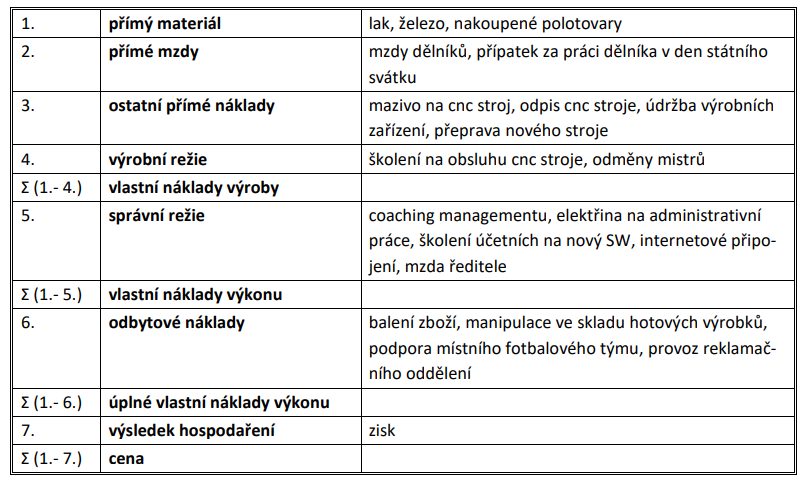 1. přímý materiál lak, železo, nakoupené polotovary
2. přímé mzdy mzdy dělníků, přípatek za práci dělníka v den státního
svátku
3. ostatní přímé náklady mazivo na cnc stroj, odpis cnc stroje, údržba výrobních
zařízení, přeprava nového stroje
4. výrobní režie školení na obsluhu cnc stroje, odměny mistrů
Σ (1.- 4.) vlastní náklady výroby
5. správní režie coaching managementu, elektřina na administrativní
práce, školení účetních na nový SW, internetové připo-
jení, mzda ředitele
Σ (1.- 5.) vlastní náklady výkonu
6. odbytové náklady balení zboží, manipulace ve skladu hotových výrobků,
podpora místního fotbalového týmu, provoz reklamač-
ního oddělení
Σ (1.- 6.) úplné vlastní náklady výkonu
7. výsledek hospodaření zisk
Σ (1.- 7.) cena